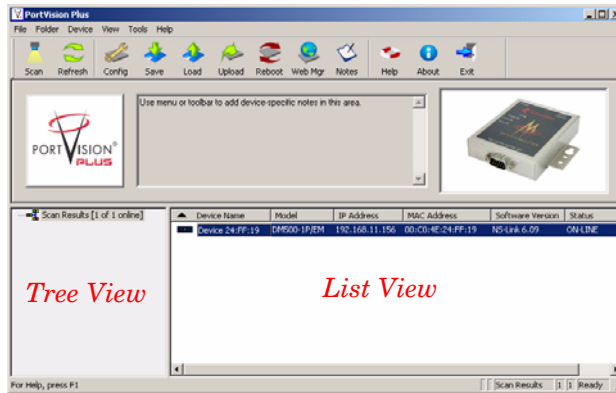 PortVision Plus
File Folder Device View Tools Help
Scan Refresh Config Save Load Upload Reboot Web Mgr Notes Help About Exit
Use menu or toolbar to add device-specific notes in this area.
PORT VISION®
PLUS
Scan Results [1 of 1 online]
Device Name Model IP Address MAC Address Software Version Status
Device 24:FF:19 DM500-1P/EM 192.168.11.156 00:C0:4E:24:FF:19 NS-Link 6.09 ON-LINE
Tree View
List View
For Help, press F1
Scan Results 1 1 Ready